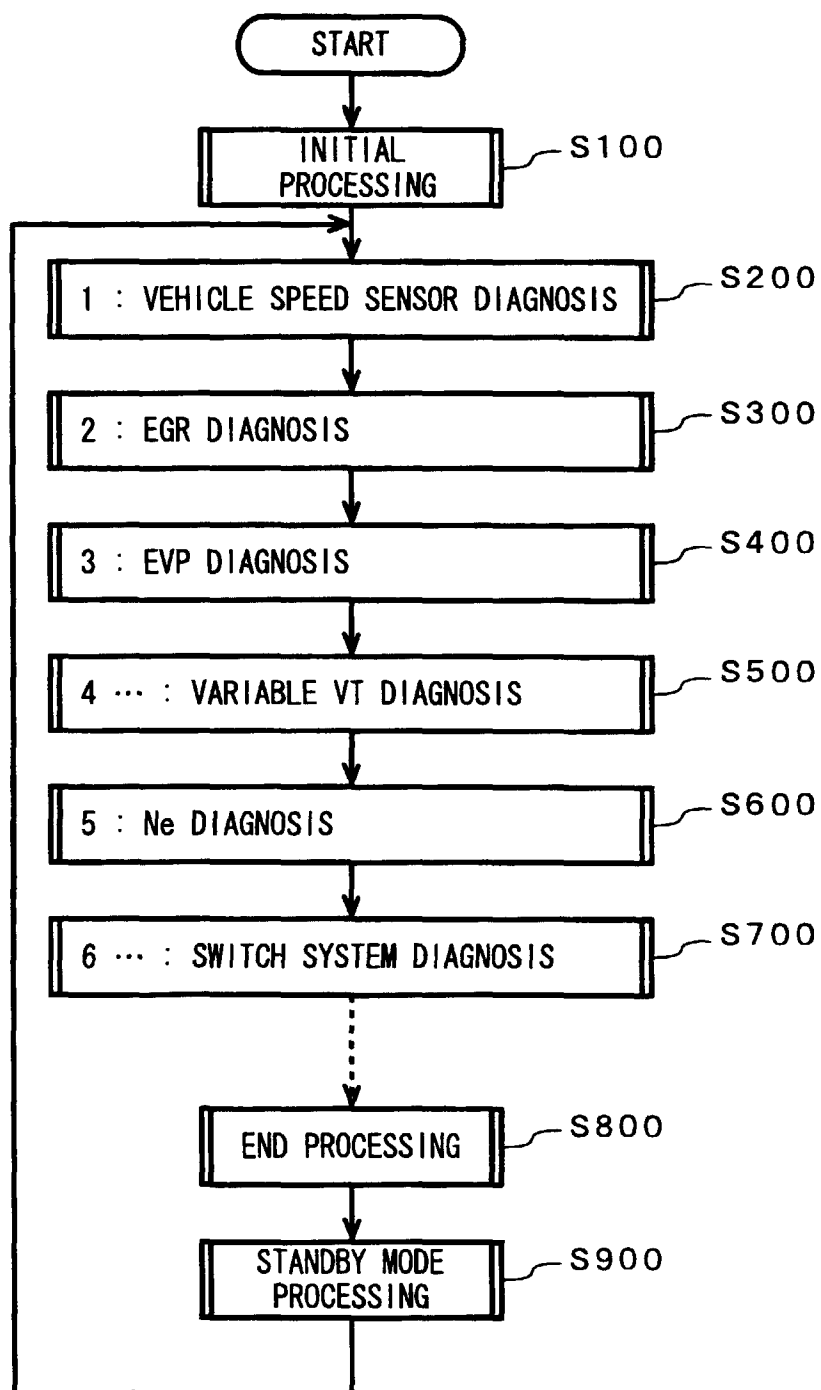 START
INITIAL
PROCESSING
S100
1 : VEHICLE SPEED SENSOR DIAGNOSIS
S200
2 : EGR DIAGNOSIS
S300
3 : EVP DIAGNOSIS
S400
4 ··· : VARIABLE VT DIAGNOSIS
S500
5 : Ne DIAGNOSIS
S600
6 ··· : SWITCH SYSTEM DIAGNOSIS
S700
END PROCESSING
S800
STANDBY MODE
PROCESSING
S900